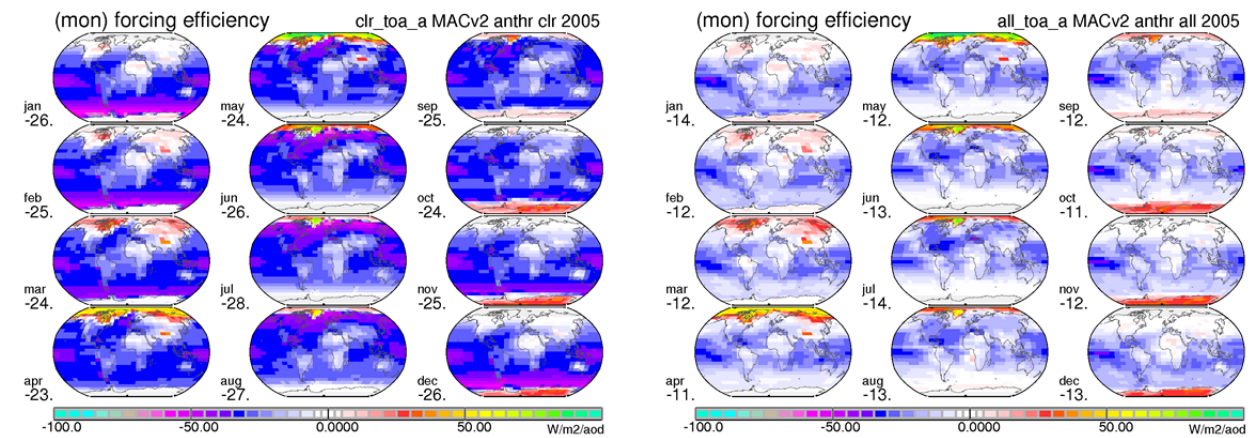 (mon) forcing efficiency clr_toa_a MACv2 anthr clr 2005
jan
-26.
may
-24.
sep
-25.
feb
-25.
jun
-26.
oct
-24.
mar
-24.
jul
-28.
nov
-25.
apr
-23.
aug
-27.
dec
-26.
-100.0 -50.00 0.0000 50.00 W/m2/aod
(mon) forcing efficiency all_toa_a MACv2 anthr all 2005
jan
-14.
may
-12.
sep
-12.
feb
-12.
jun
-13.
oct
-11.
mar
-12.
jul
-14.
nov
-12.
apr
-11.
aug
-13.
dec
-13.
-100.0 -50.00 0.0000 50.00 W/m2/aod